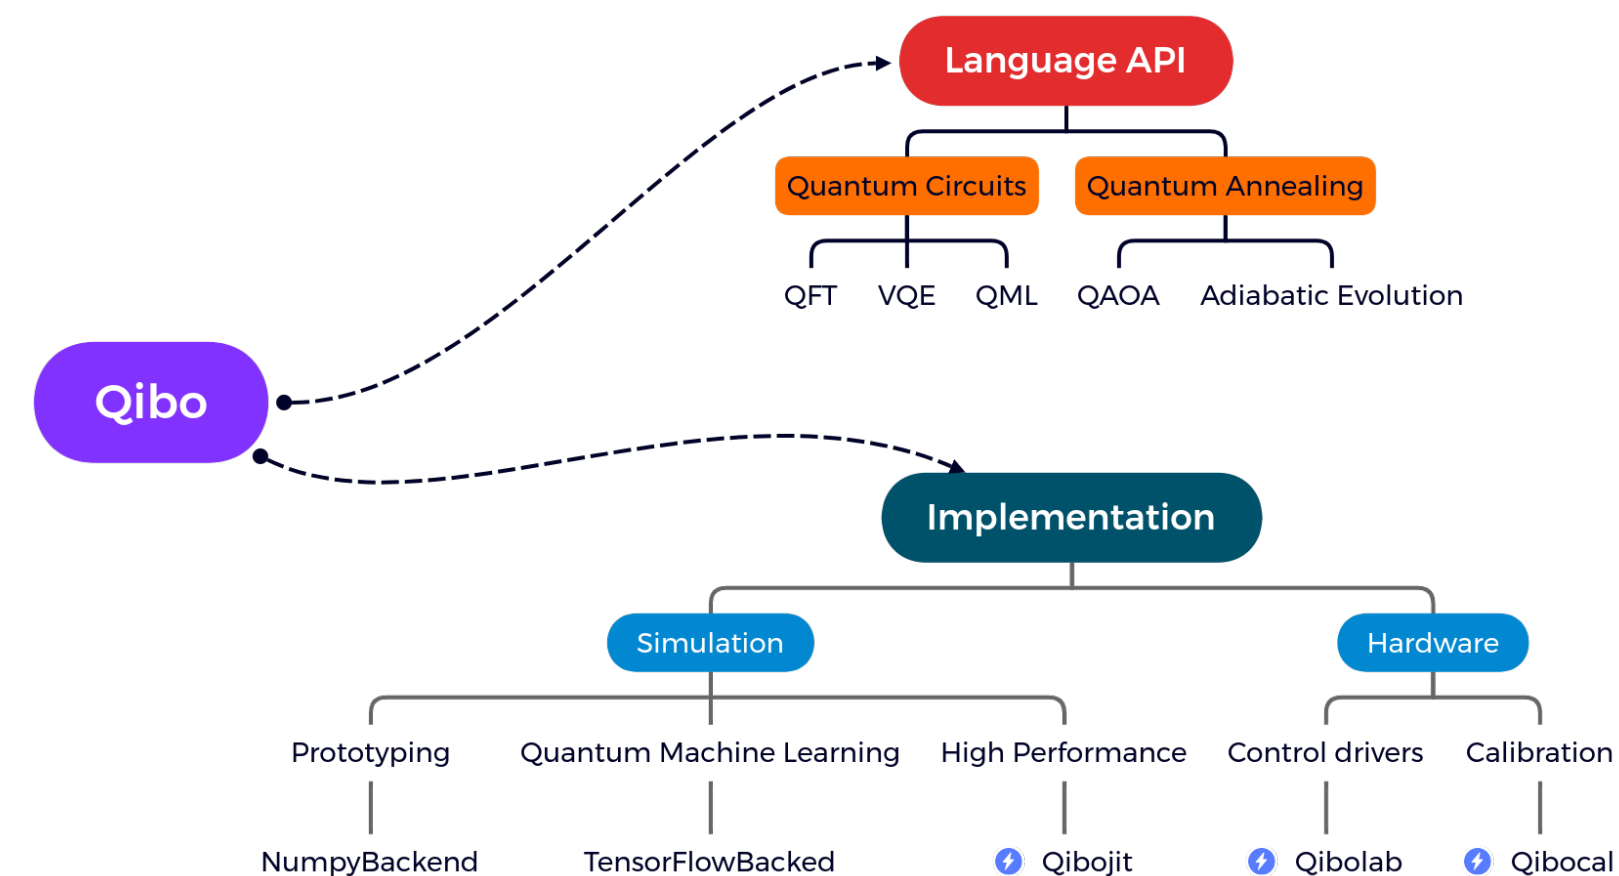 Language API
Quantum Circuits Quantum Annealing
QFT VQE QML QAOA Adiabatic Evolution
Qibo
Implementation
Simulation Hardware
Prototyping Quantum Machine Learning High Performance Control drivers Calibration
NumpyBackend TensorFlowBacked Qibojit Qibolab Qibocal